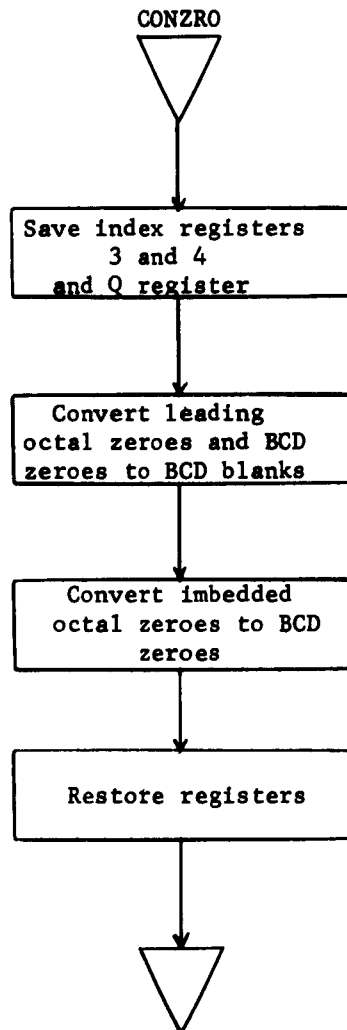 CONZRO
Save index registers
3 and 4
and Q register
Convert leading
octal zeroes and BCD
zeroes to BCD blanks
Convert imbedded
octal zeroes to BCD
zeroes
Restore registers